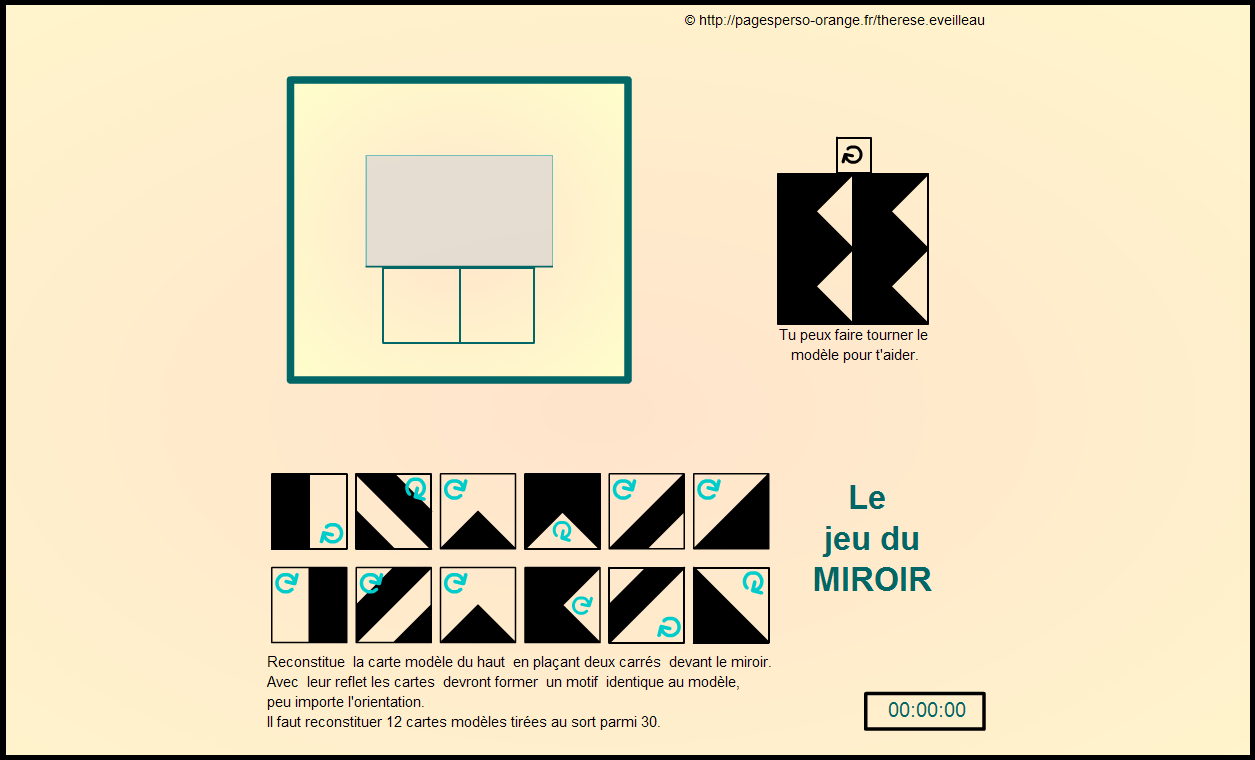 © http://pagesperso-orange.fr/therese.eveilleau
Tu peux faire tourner le
modèle pour t'aider.
Le
jeu du
MIROIR
Reconstitue la carte modèle du haut en plaçant deux carrés devant le miroir.
Avec leur reflet les cartes devront former un motif identique au modèle,
peu importe l'orientation.
Il faut reconstituer 12 cartes modèles tirées au sort parmi 30.
00:00:00